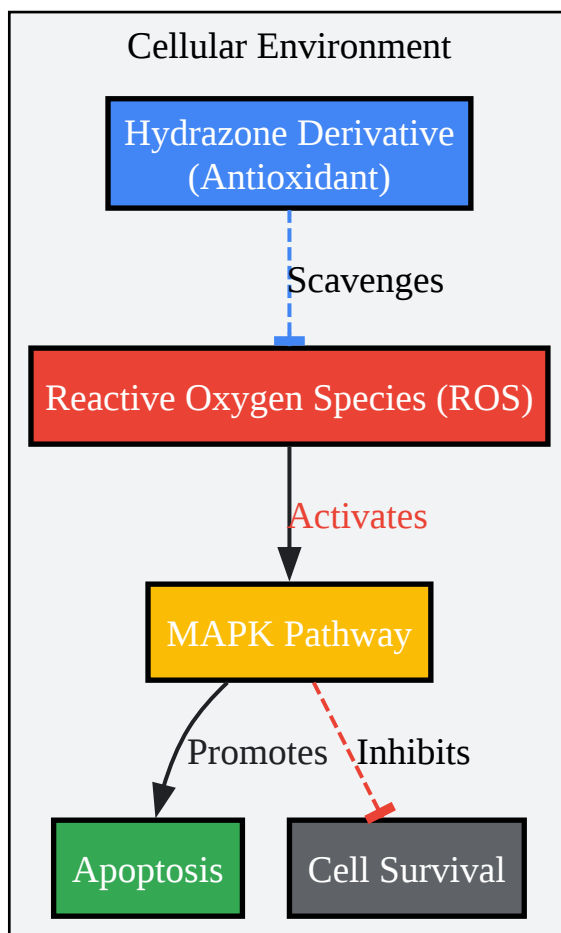 Cellular Environment
Hydrazone Derivative
(Antioxidant)
Scavenges
Reactive Oxygen Species (ROS)
Activates
MAPK Pathway
Promotes
Inhibits
Apoptosis
Cell Survival